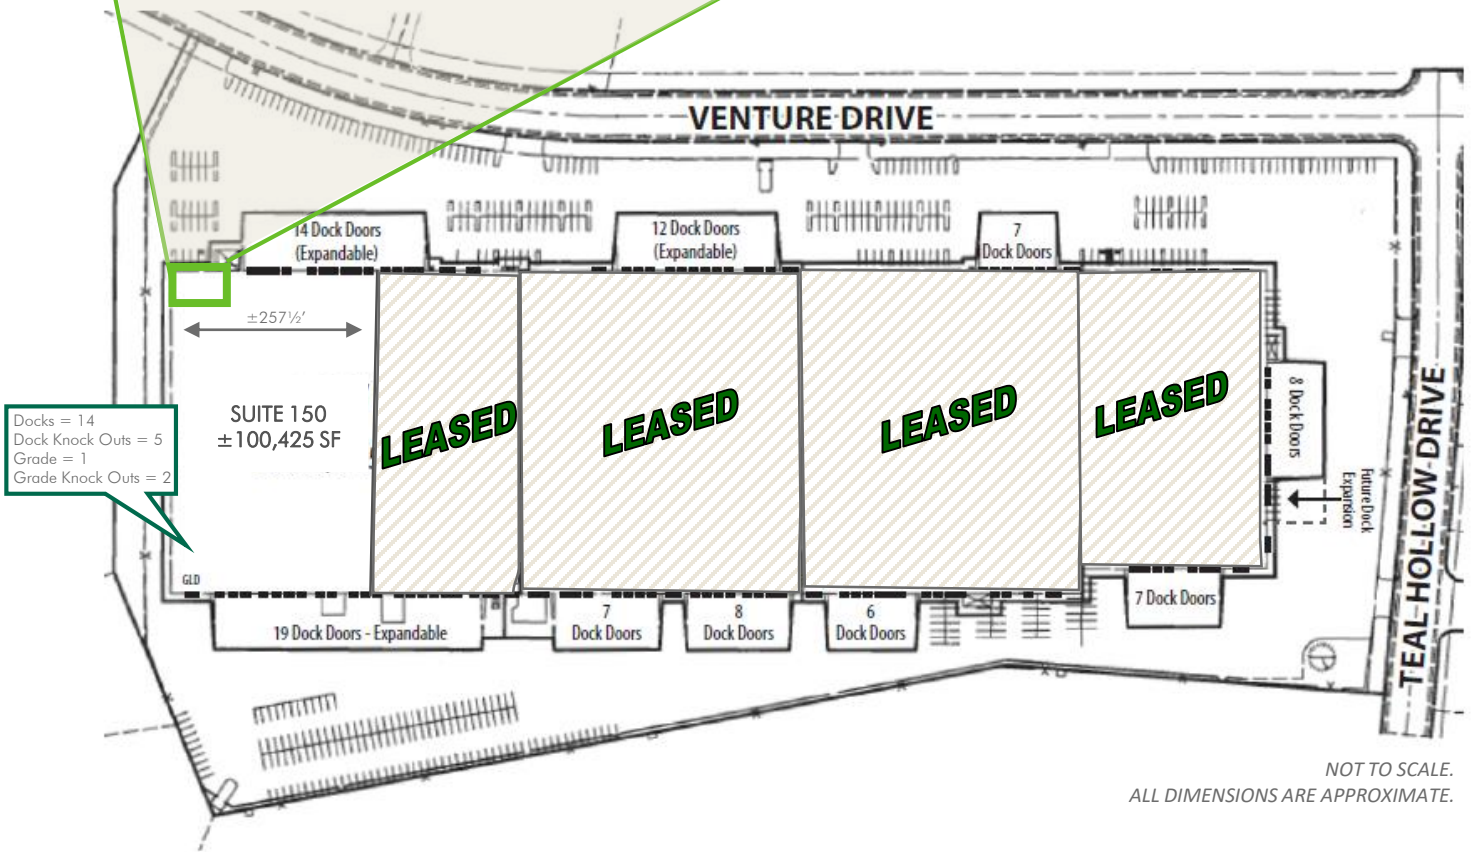 VENTURE DRIVE
14 Dock Doors
(Expandable)
12 Dock Doors
(Expandable)
7
Dock Doors
±257½’
SUITE 150
±100,425 SF
LEASED
LEASED
LEASED
LEASED
8 Dock Doors
Future Dock
Expansion
TEAL HOLLOW DRIVE
Docks = 14
Dock Knock Outs = 5
Grade = 1
Grade Knock Outs = 2
GLD
19 Dock Doors - Expandable
7
Dock Doors
8
Dock Doors
6
Dock Doors
7 Dock Doors
NOT TO SCALE.
ALL DIMENSIONS ARE APPROXIMATE.